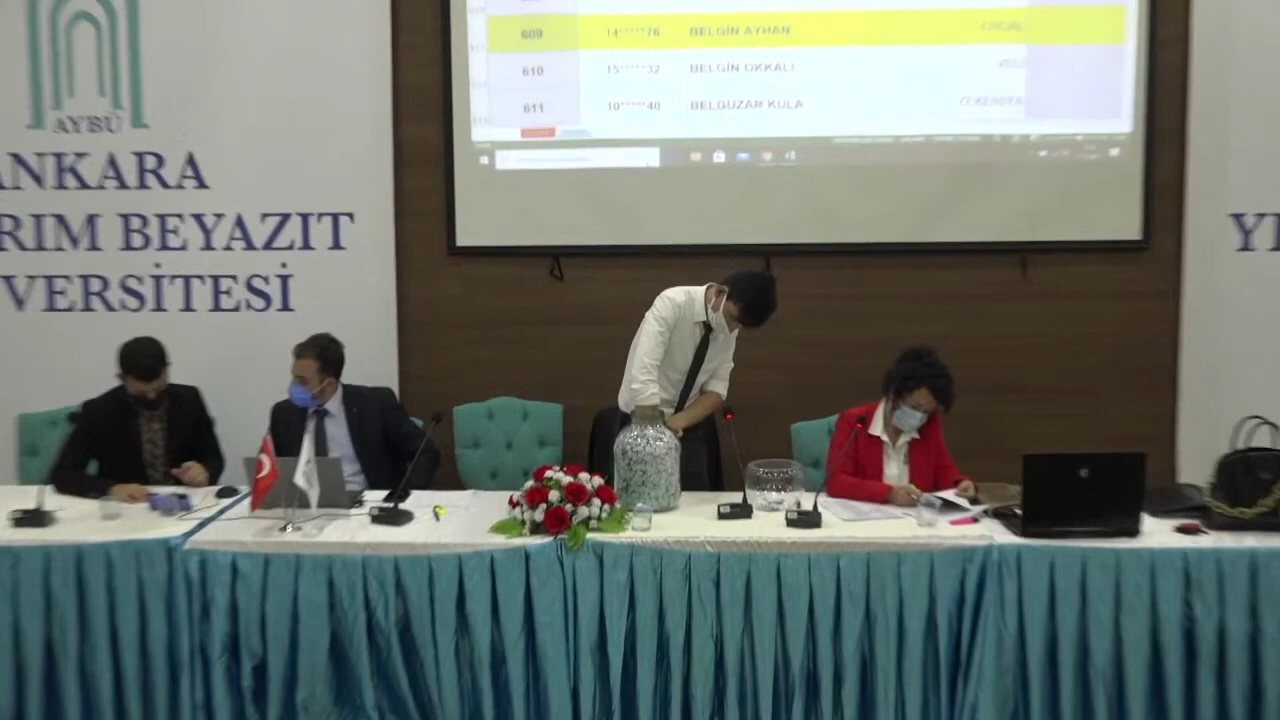 609 14*****76 BELGİN AYHAN
610 15*****32 BELGİN OKKALI
611 10*****40 BELGUZAR KULA
AYBÜ
ANKARA
RIM BEYAZIT
VERSİTESİ
YI